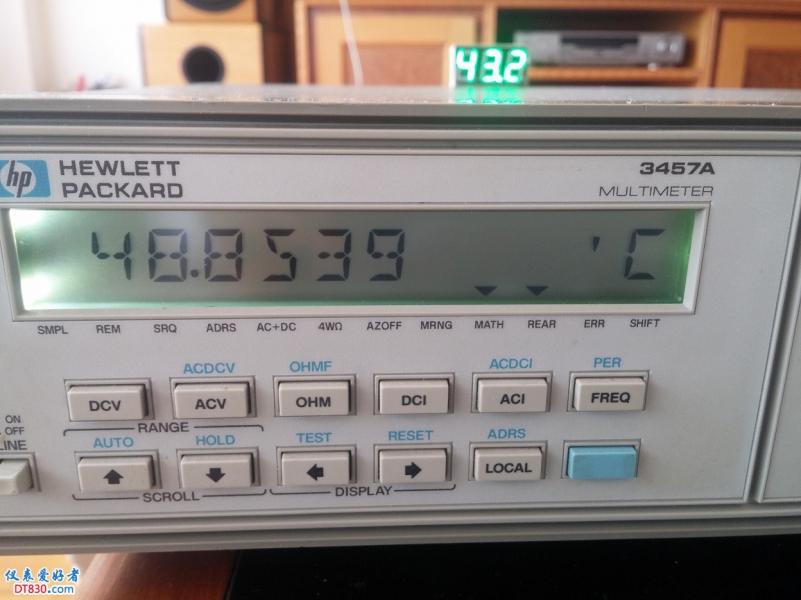 43.2
hp HEWLETT PACKARD
3457A
MULTIMETER
48.8539 'C
SMPL REM SRQ ADRS AC+DC 4WΩ AZOFF MRNG MATH REAR ERR SHIFT
ACDCV OHMF ACDCI PER
DCV ACV OHM DCI ACI FREQ
ON
OFF
LINE
RANGE
AUTO HOLD TEST RESET ADRS
LOCAL
SCROLL DISPLAY
仪表爱好者
DT830.com